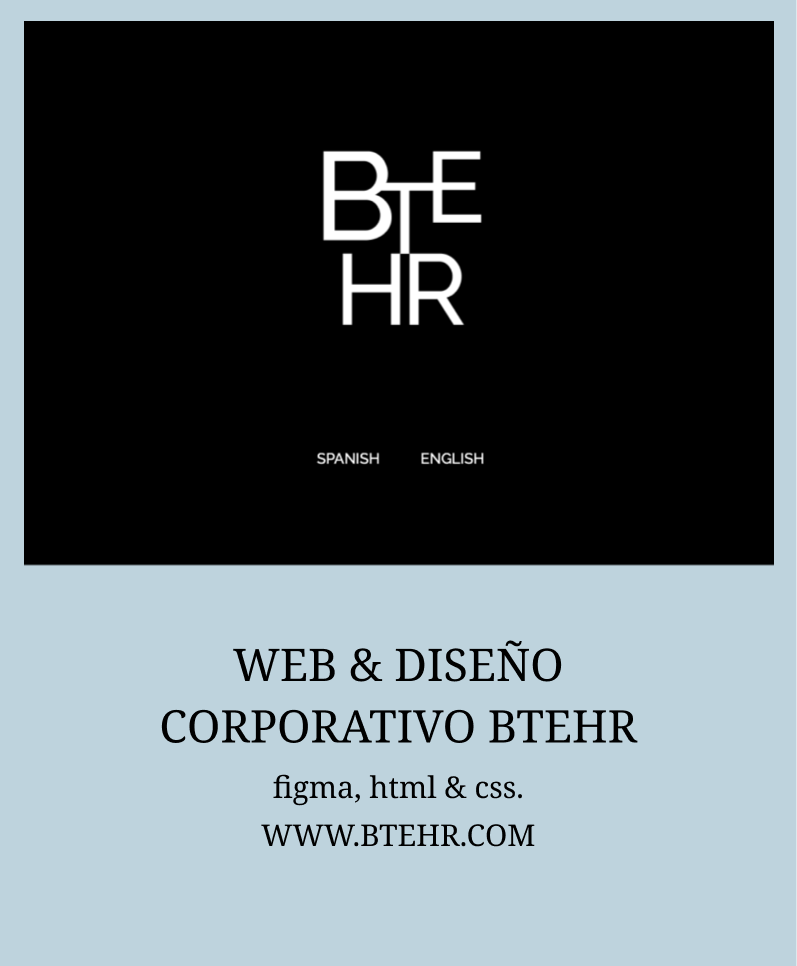 BTE
HR
SPANISH ENGLISH
WEB & DISEÑO
CORPORATIVO BTEHR
figma, html & css.
WWW.BTEHR.COM